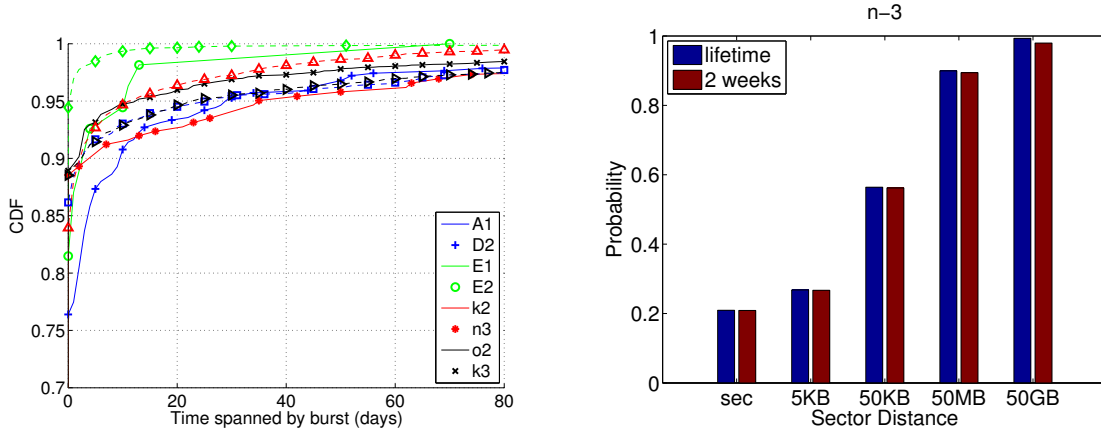 1
0.95
0.9
0.85
0.8
0.75
0.7
CDF
0
20
40
60
80
Time spanned by burst (days)
A1
D2
E1
E2
k2
n3
o2
k3
n−3
1
0.8
0.6
0.4
0.2
0
Probability
lifetime
2 weeks
sec
5KB
50KB
50MB
50GB
Sector Distance